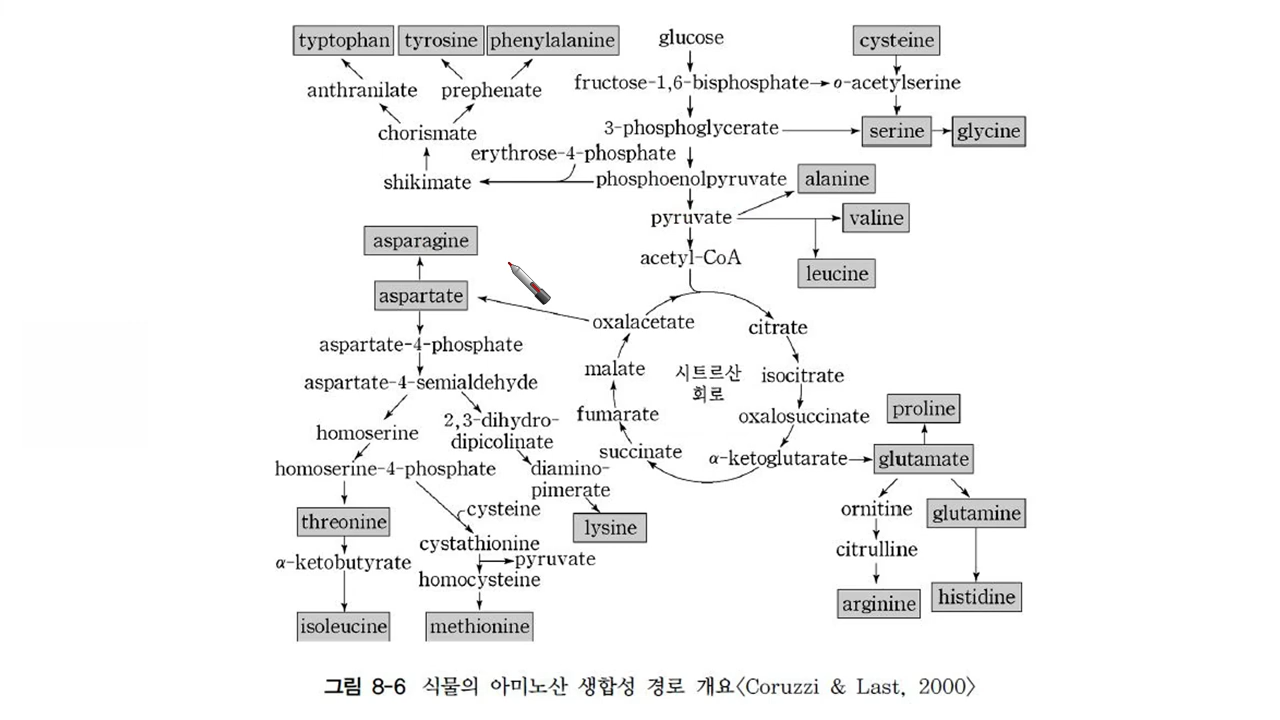 typtophan
tyrosine
phenylalanine
glucose
cysteine
anthranilate
prephenate
fructose-1,6-bisphosphate
o-acetylserine
chorismate
3-phosphoglycerate
serine
glycine
erythrose-4-phosphate
shikimate
phosphoenolpyruvate
alanine
pyruvate
valine
asparagine
acetyl-CoA
leucine
aspartate
oxalacetate
citrate
aspartate-4-phosphate
malate
시트르산
회로
isocitrate
aspartate-4-semialdehyde
fumarate
oxalosuccinate
proline
homoserine
2,3-dihydro-
dipicolinate
succinate
α-ketoglutarate
glutamate
homoserine-4-phosphate
diamino-
pimerate
cysteine
ornitine
glutamine
threonine
lysine
cystathionine
citrulline
α-ketobutyrate
pyruvate
homocysteine
arginine
histidine
isoleucine
methionine
그림 8-6 식물의 아미노산 생합성 경로 개요〈Coruzzi & Last, 2000〉